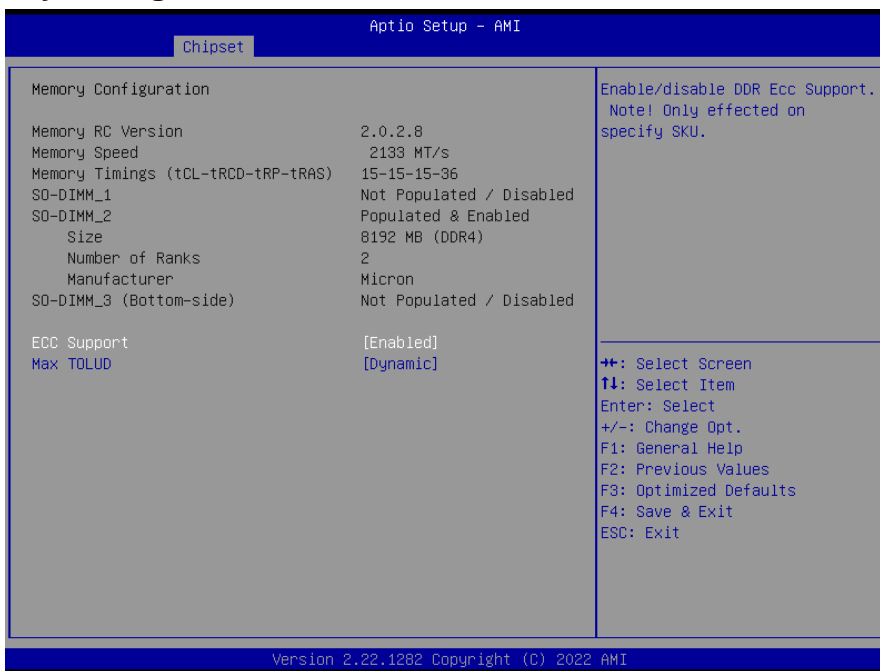 Aptio Setup – AMI
Chipset
Memory Configuration
Memory RC Version 2.0.2.8
Memory Speed 2133 MT/s
Memory Timings (tCL-tRCD-tRP-tRAS) 15-15-15-36
SO-DIMM_1 Not Populated / Disabled
SO-DIMM_2 Populated & Enabled
Size 8192 MB (DDR4)
Number of Ranks 2
Manufacturer Micron
SO-DIMM_3 (Bottom-side) Not Populated / Disabled
ECC Support [Enabled]
Max TOLUD [Dynamic]
Enable/disable DDR Ecc Support.
Note! Only effected on
specify SKU.
→←: Select Screen
↑↓: Select Item
Enter: Select
+/-: Change Opt.
F1: General Help
F2: Previous Values
F3: Optimized Defaults
F4: Save & Exit
ESC: Exit
Version 2.22.1282 Copyright (C) 2022 AMI